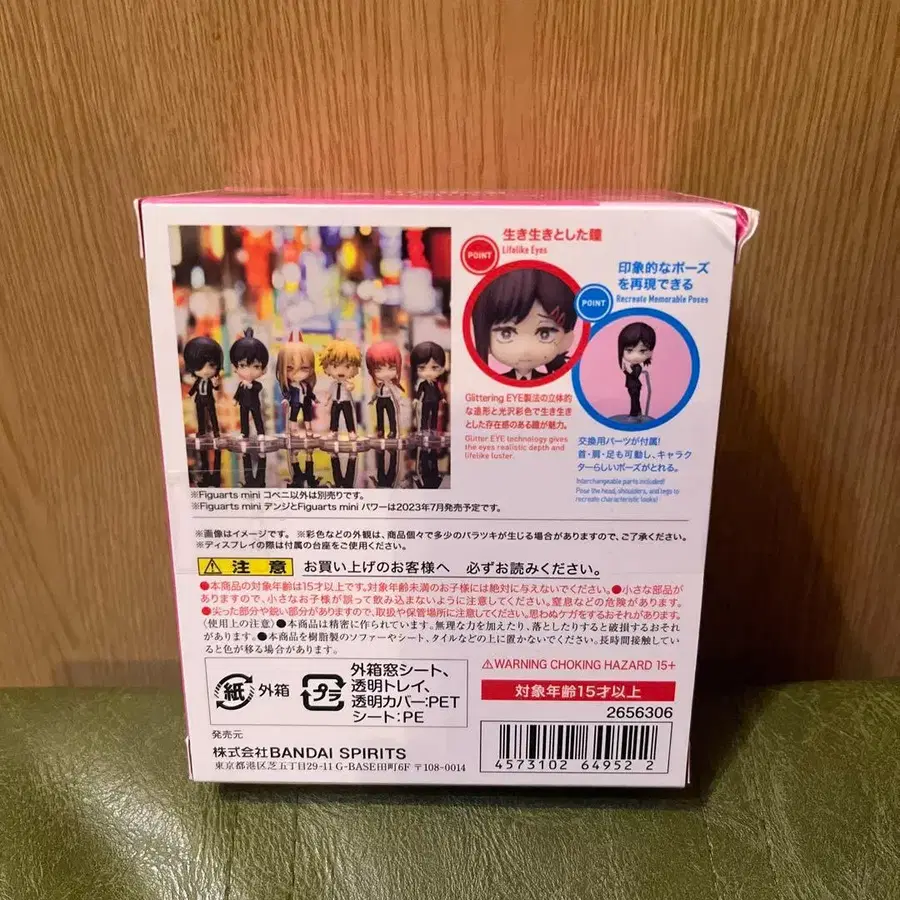 POINT
生き生きとした瞳
Lifelike Eyes
POINT
印象的なポーズ
を再現できる
Recreate Memorable Poses
Glittering EYE製法の立体的
な造形と光沢彩色で生き生き
とした存在感のある瞳が魅力。
Glitter EYE technology gives
the eyes realistic depth and
lifelike luster.
交換用パーツが付属!
首・肩・足も可動し、キャラク
ターらしいポーズがとれる。
Interchangeable parts included!
Pose the head, shoulders, and legs to
recreate characteristic looks!
※Figuarts mini コベニ以外は別売りです。
※Figuarts mini デンジとFiguarts mini パワーは2023年7月発売予定です。
※画像はイメージです。 ※彩色などの外観は、商品個々で多少のバラツキが生じる場合がありますので、ご了承ください。
※ディスプレイの際は付属の台座をご使用ください。
注意 お買い上げのお客様へ 必ずお読みください。
●本商品の対象年齢は15才以上です。対象年齢未満のお子様には絶対に与えないでください。●小さな部品が
ありますので、小さなお子様が誤って飲み込まないように注意してください。窒息などの危険があります。
●尖った部分や鋭い部分がありますので、取扱や保管場所に注意してください。思わぬケガをするおそれがあります。
〈使用上の注意〉●本商品は精密に作られています。無理な力を加えたり、落としたりすると破損するおそれ
があります。●本商品を樹脂製のソファーやシート、タイルなどの上に置かないでください。長時間接触してい
ると色が移る場合があります。
紙 外箱
プラ
外箱窓シート、
透明トレイ、
透明カバー:PET
シート:PE
⚠WARNING CHOKING HAZARD 15+
対象年齢15才以上
2656306
発売元
株式会社BANDAI SPIRITS
東京都港区芝五丁目29-11 G-BASE田町6F 〒108-0014
4573102 64952 2